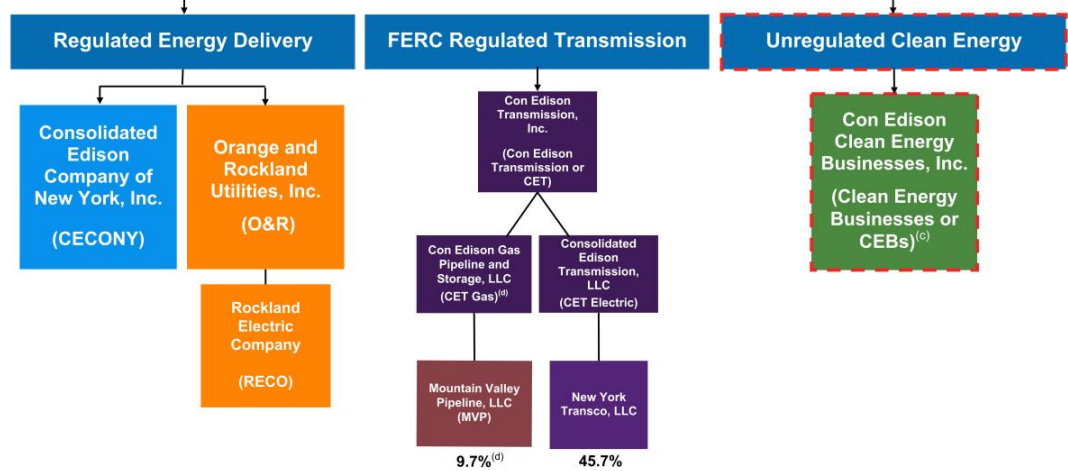 Regulated Energy Delivery
FERC Regulated Transmission
Unregulated Clean Energy
Consolidated
Edison
Company of
New York, Inc.
(CECONY)
Orange and
Rockland
Utilities, Inc.
(O&R)
Rockland
Electric
Company
(RECO)
Con Edison
Transmission,
Inc.
(Con Edison
Transmission or
CET)
Con Edison Gas
Pipeline and
Storage, LLC
(CET Gas)(d)
Consolidated
Edison
Transmission,
LLC
(CET Electric)
Mountain Valley
Pipeline, LLC
(MVP)
9.7%(d)
New York
Transco, LLC
45.7%
Con Edison
Clean Energy
Businesses, Inc.
(Clean Energy
Businesses or
CEBs)(c)